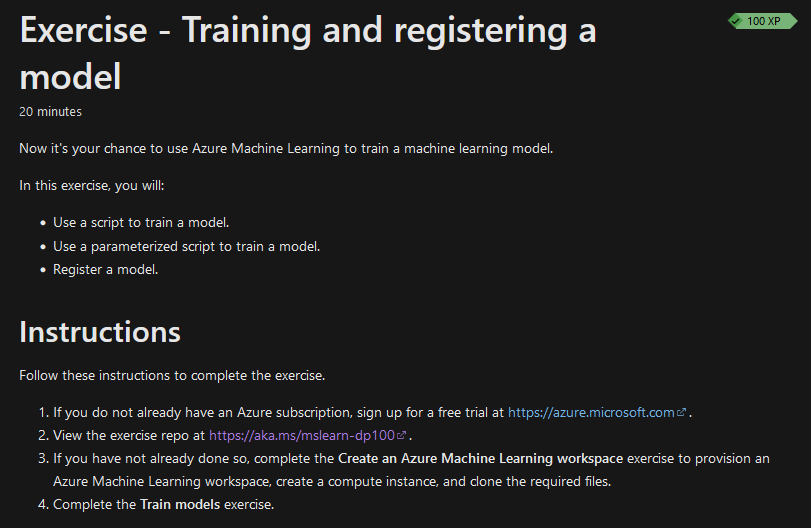 Exercise - Training and registering a
model
100 XP
20 minutes
Now it's your chance to use Azure Machine Learning to train a machine learning model.
In this exercise, you will:
• Use a script to train a model.
• Use a parameterized script to train a model.
• Register a model.
Instructions
Follow these instructions to complete the exercise.
1. If you do not already have an Azure subscription, sign up for a free trial at https://azure.microsoft.com .
2. View the exercise repo at https://aka.ms/mslearn-dp100 .
3. If you have not already done so, complete the Create an Azure Machine Learning workspace exercise to provision an
Azure Machine Learning workspace, create a compute instance, and clone the required files.
4. Complete the Train models exercise.